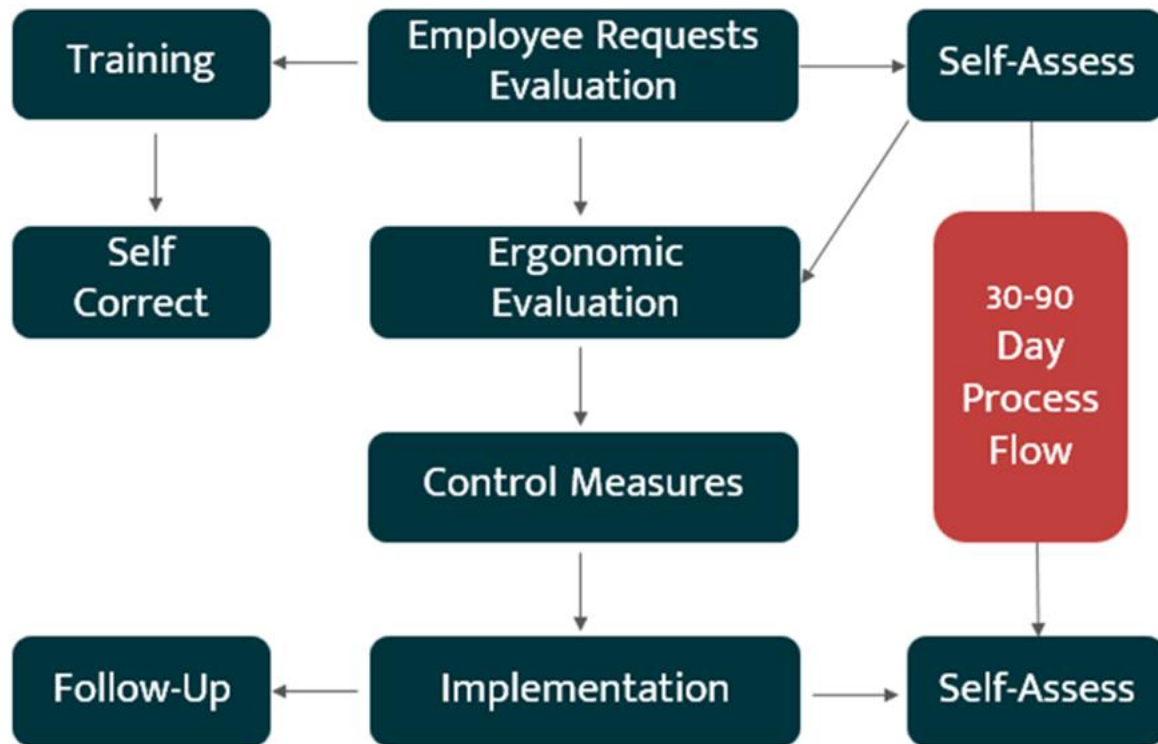 Training
Employee Requests
Evaluation
Self-Assess
Self
Correct
Ergonomic
Evaluation
30-90
Day
Process
Flow
Control Measures
Follow-Up
Implementation
Self-Assess